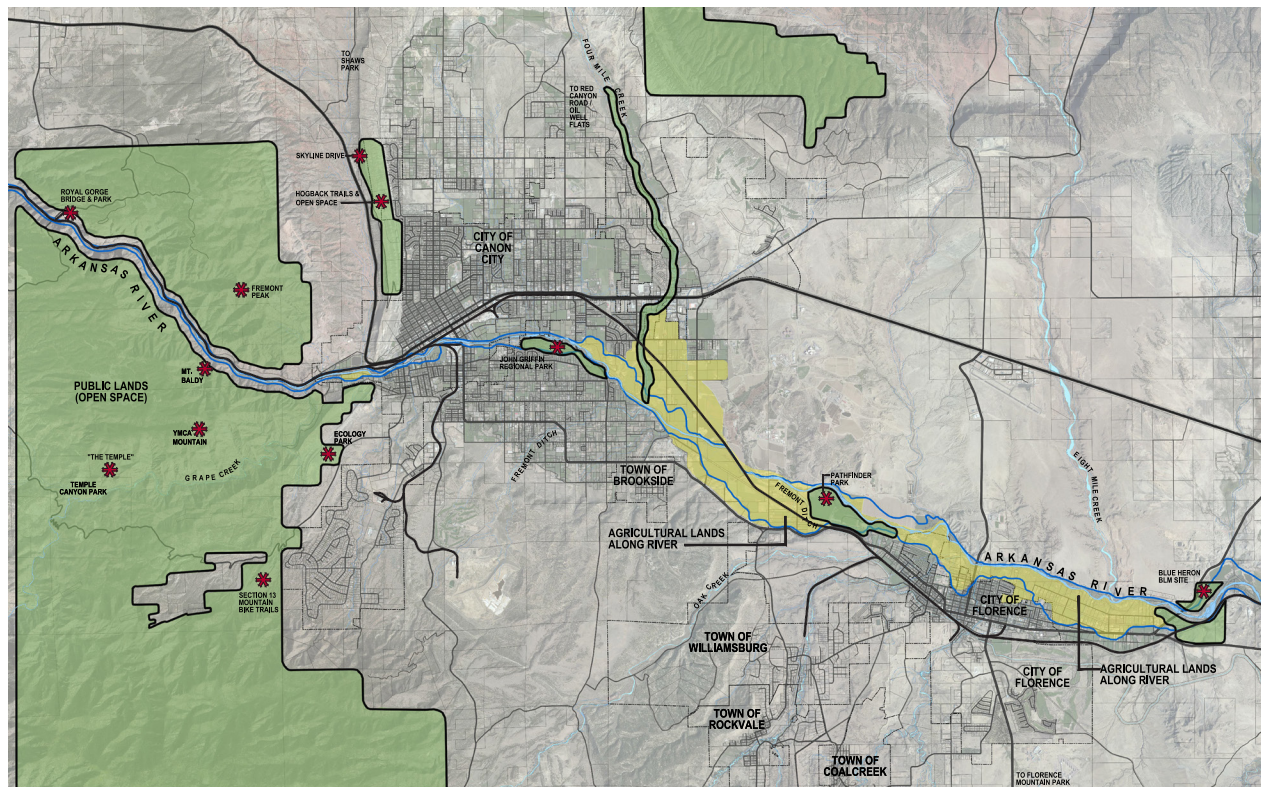 TO
SHAWS
PARK
FOUR MILE CREEK
TO RED
CANYON
ROAD /
OIL
WELL
FLATS
SKYLINE DRIVE
HOGBACK TRAILS &
OPEN SPACE
ROYAL GORGE
BRIDGE & PARK
ARKANSAS RIVER
CITY OF
CANON
CITY
FREMONT
PEAK
JOHN GRIFFIN
REGIONAL PARK
MT.
BALDY
PUBLIC LANDS
(OPEN SPACE)
YMCA
MOUNTAIN
ECOLOGY
PARK
"THE TEMPLE"
TEMPLE
CANYON PARK
GRAPE CREEK
FREMONT DITCH
TOWN OF
BROOKSIDE
PATHFINDER
PARK
FREMONT DITCH
EIGHT MILE CREEK
AGRICULTURAL LANDS
ALONG RIVER
ARKANSAS RIVER
BLUE HERON
BLM SITE
OAK CREEK
SECTION 13
MOUNTAIN
BIKE TRAILS
CITY OF
FLORENCE
TOWN OF
WILLIAMSBURG
CITY OF
FLORENCE
AGRICULTURAL LANDS
ALONG RIVER
TOWN OF
ROCKVALE
TOWN OF
COALCREEK
TO FLORENCE
MOUNTAIN PARK